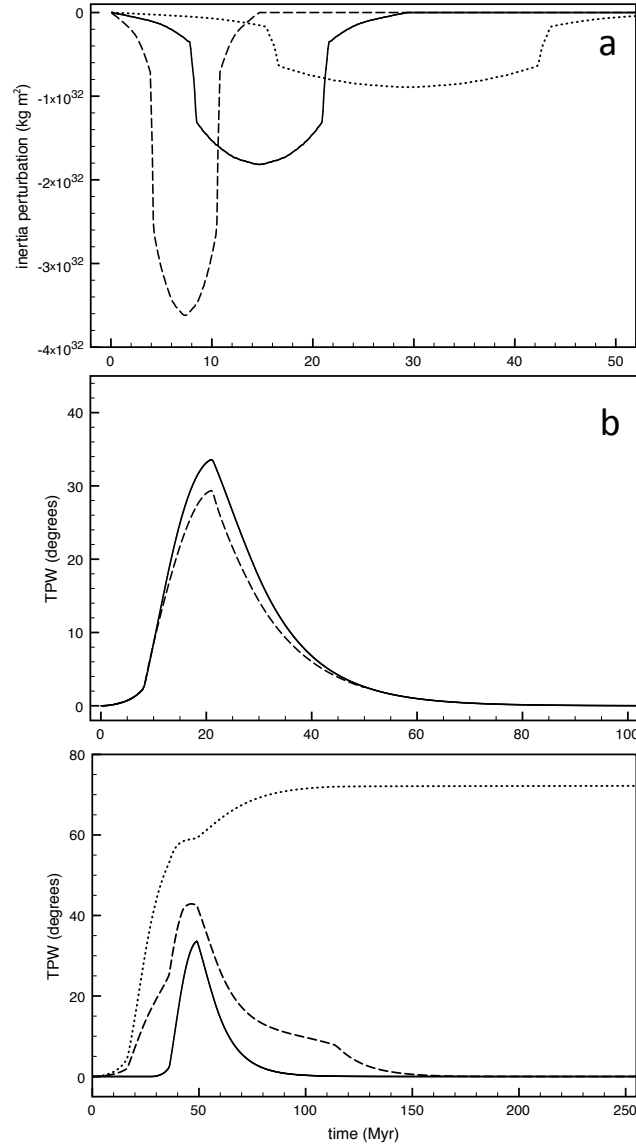 a
0
-1x10³²
-2x10³²
-3x10³²
-4x10³²
inertia perturbation (kg m²)
0 10 20 30 40 50
b
40
30
20
10
0
TPW (degrees)
0 20 40 60 80 100
80
60
40
20
0
TPW (degrees)
0 50 100 150 200 250
time (Myr)